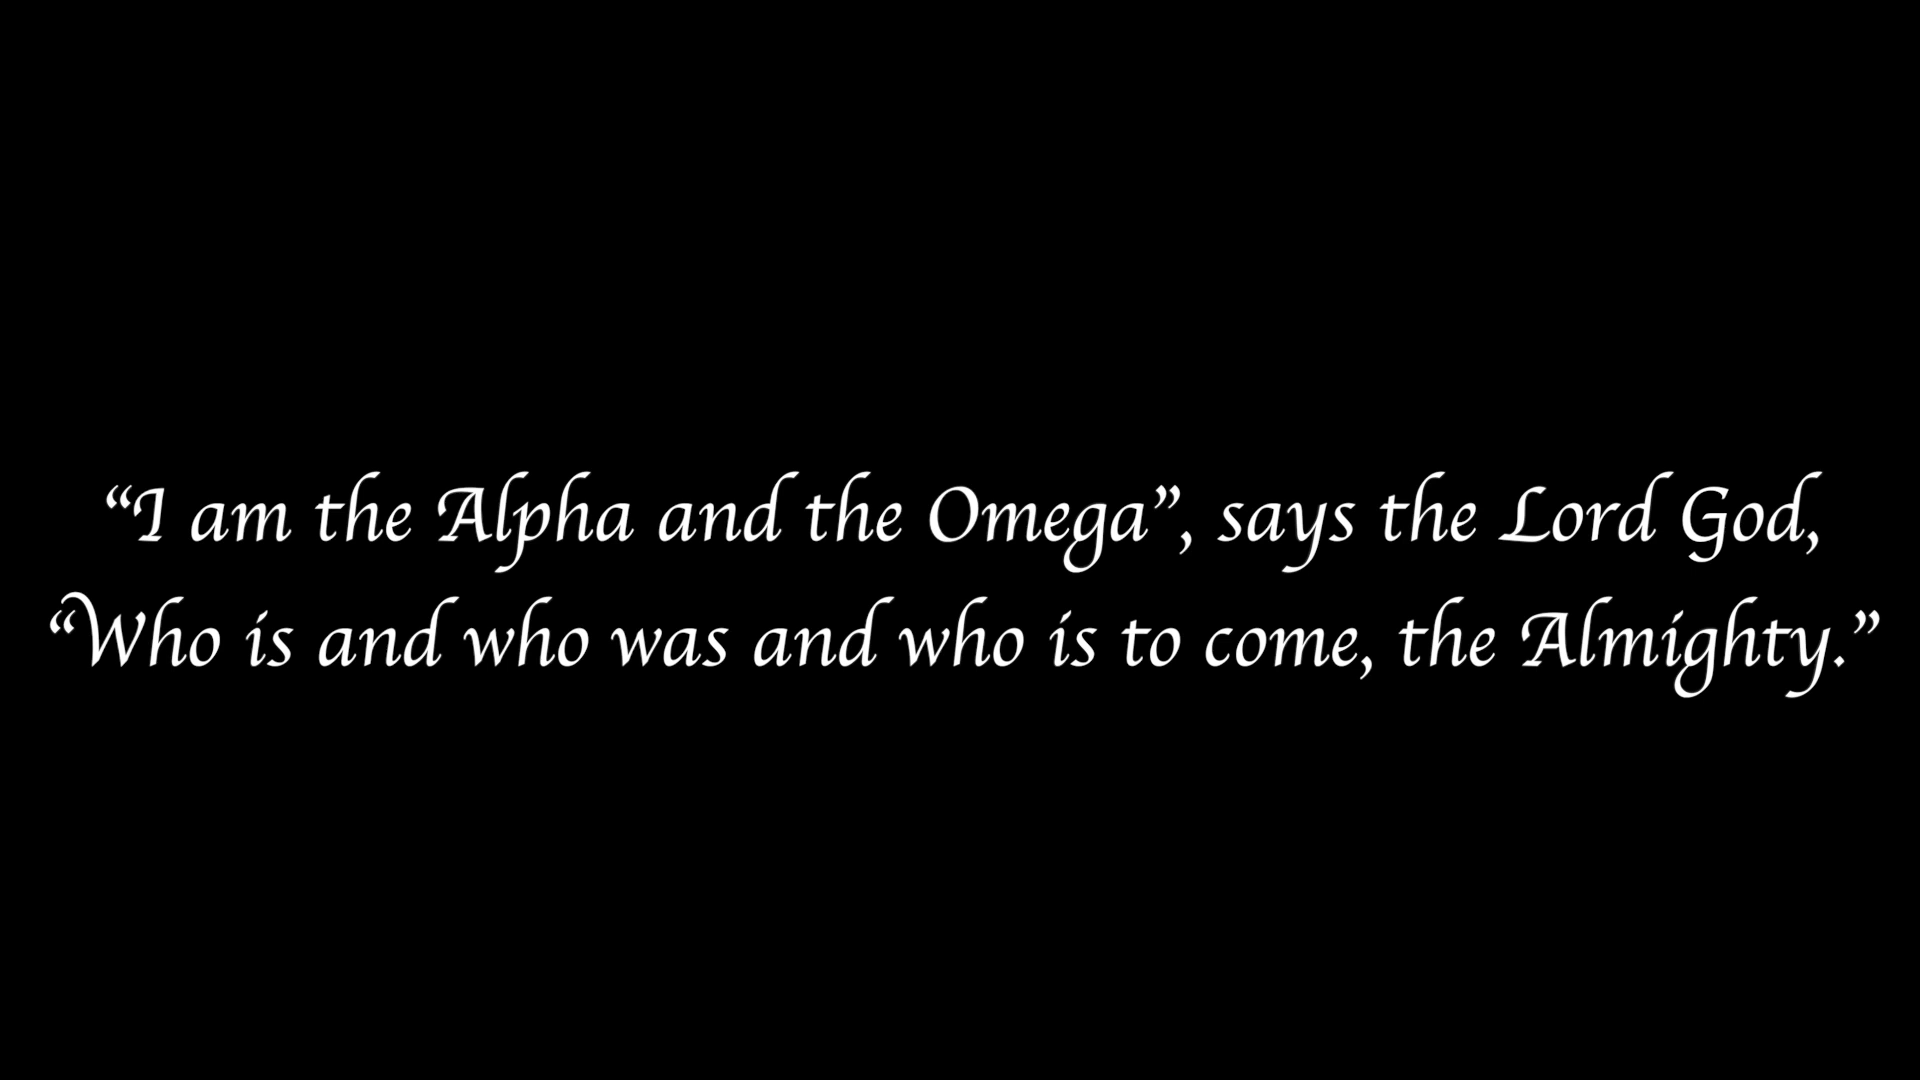 “I am the Alpha and the Omega”, says the Lord God,
“Who is and who was and who is to come, the Almighty.”